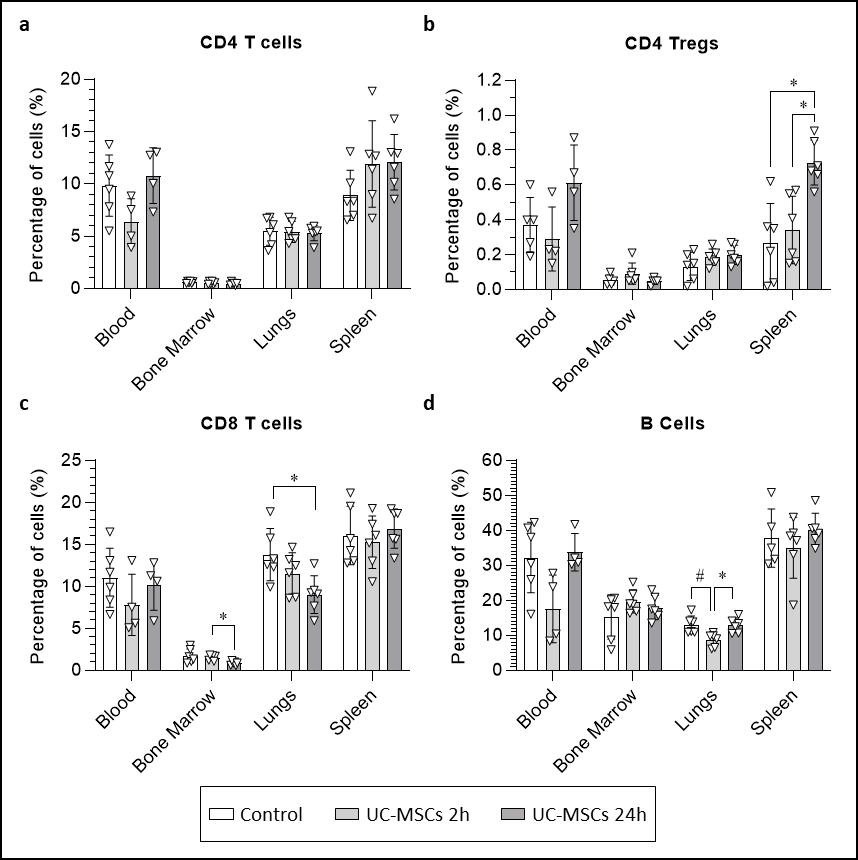 a
CD4 T cells
Percentage of cells (%)
20
15
10
5
0
Blood
Bone Marrow
Lungs
Spleen
b
CD4 Tregs
Percentage of cells (%)
1.2
1.0
0.8
0.6
0.4
0.2
0.0
*
*
Blood
Bone Marrow
Lungs
Spleen
c
CD8 T cells
Percentage of cells (%)
25
20
15
10
5
0
*
*
Blood
Bone Marrow
Lungs
Spleen
d
B Cells
Percentage of cells (%)
60
50
40
30
20
10
0
# *
Blood
Bone Marrow
Lungs
Spleen
Control UC-MSCs 2h UC-MSCs 24h